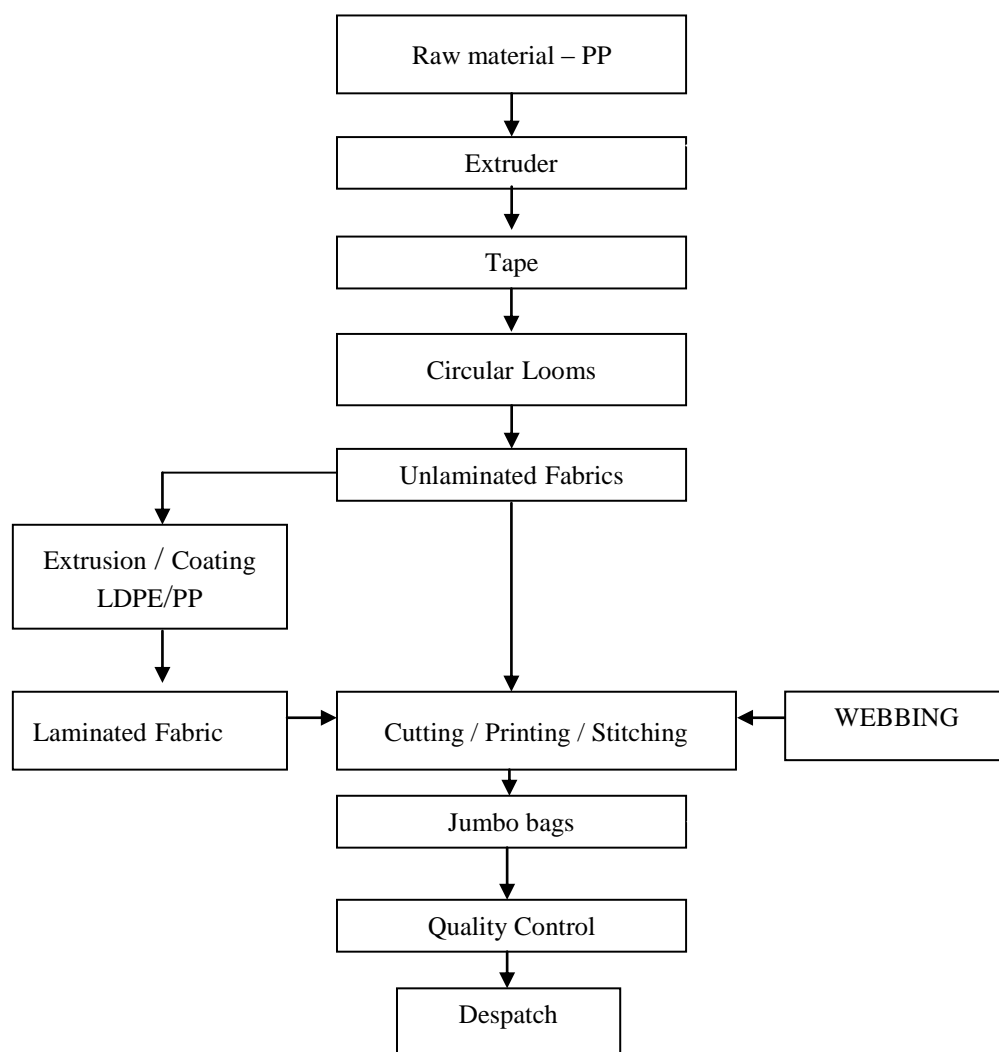 Raw material – PP
Extruder
Tape
Circular Looms
Unlaminated Fabrics
Extrusion / Coating
LDPE/PP
Laminated Fabric
Cutting / Printing / Stitching
WEBBING
Jumbo bags
Quality Control
Despatch